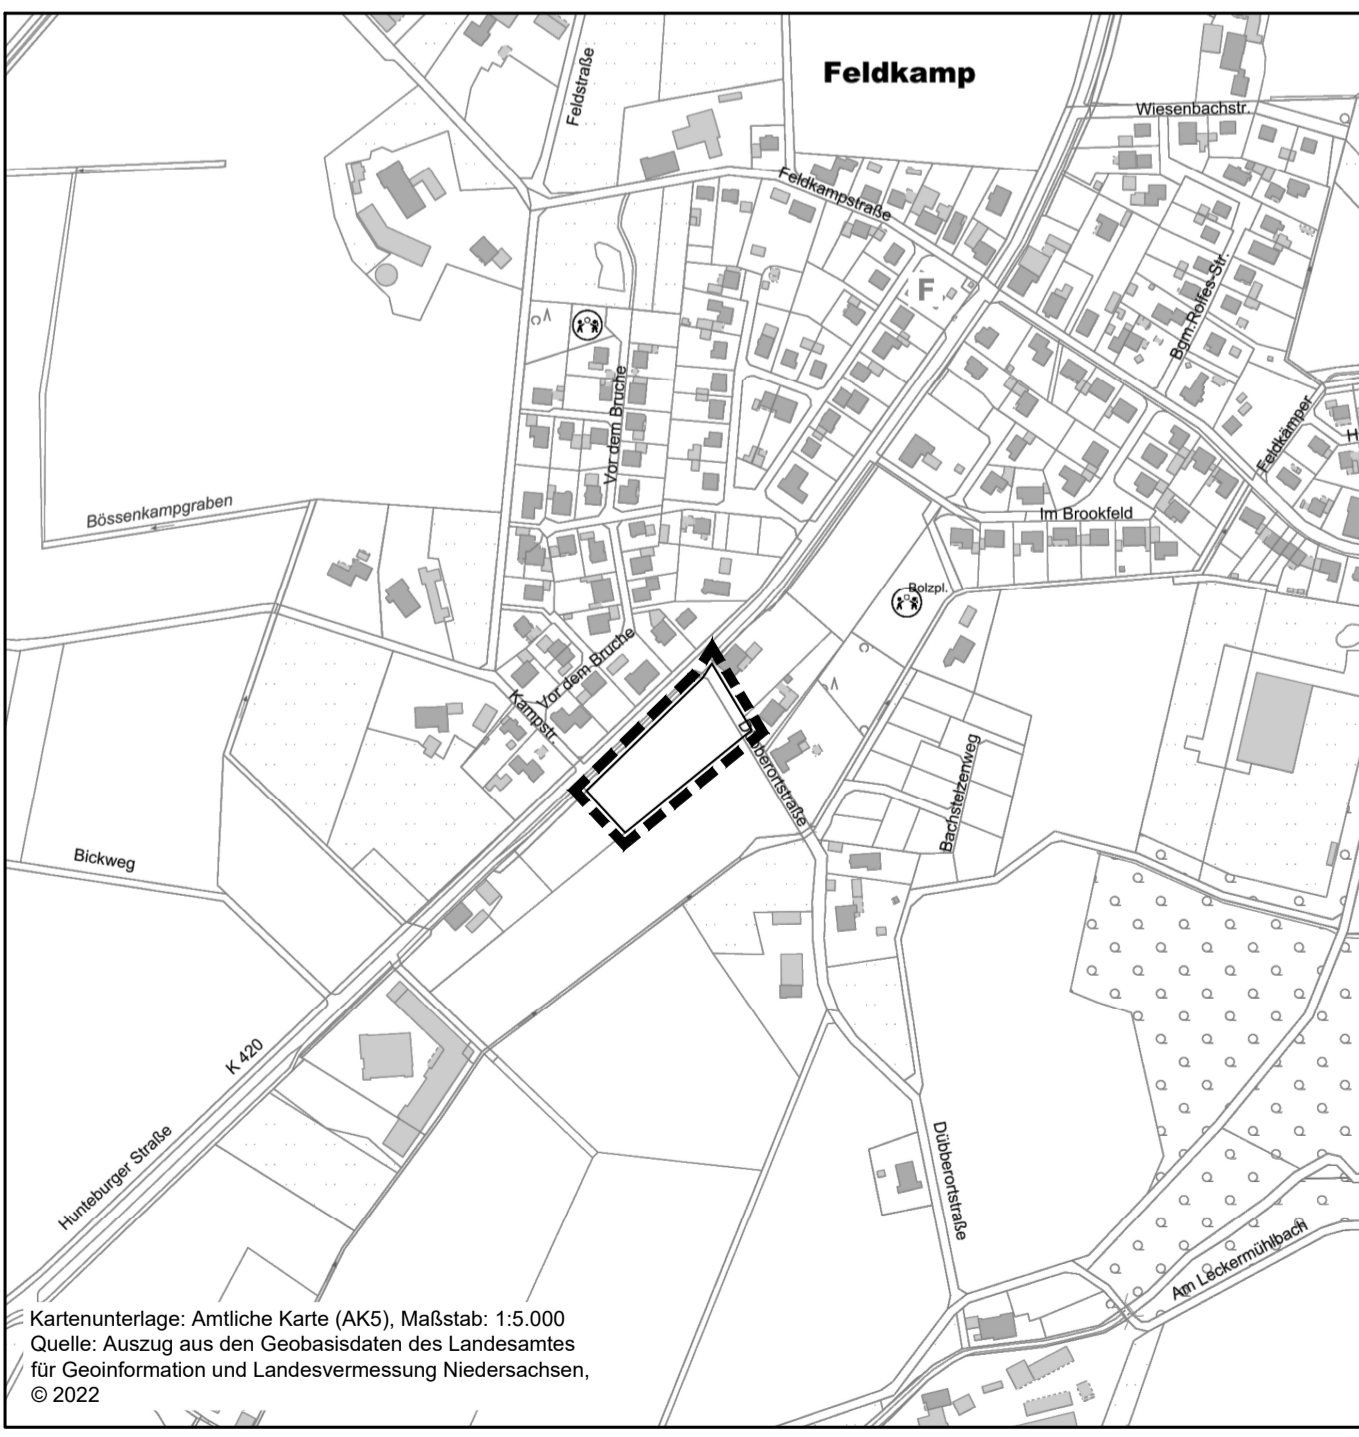 Feldkamp
Feldstraße
Wiesenbachstr.
Feldkampstraße
F
Bgm.Rolfes-Str.
Vor dem Bruche
Feldkämper
H
Bössenkampgraben
Im Brookfeld
Bolzpl.
Vor dem Bruche
Kampstr.
Dübberortstraße
Bachstelzenweg
Bickweg
K 420
Hunteburger Straße
Dübberortstraße
Am Leckermühlbach
Kartenunterlage: Amtliche Karte (AK5), Maßstab: 1:5.000
Quelle: Auszug aus den Geobasisdaten des Landesamtes
für Geoinformation und Landesvermessung Niedersachsen,
© 2022